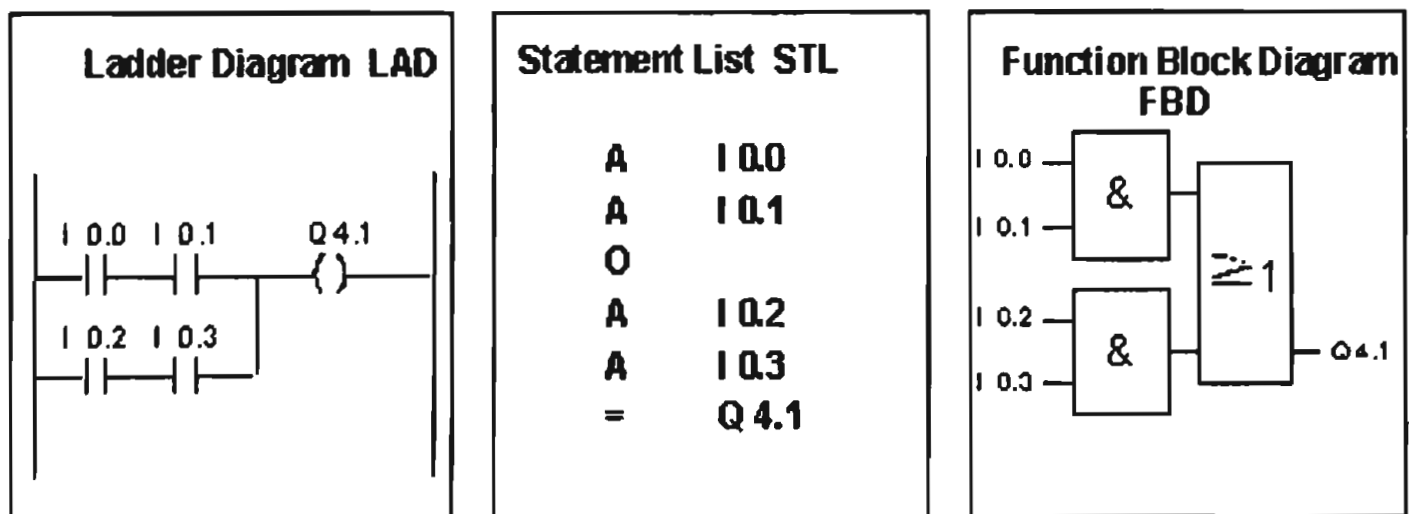 Ladder Diagram LAD
I 0.0 I 0.1 Q 4.1
I 0.2 I 0.3
Statement List STL
A I 0.0
A I 0.1
O
A I 0.2
A I 0.3
= Q 4.1
Function Block Diagram
FBD
I 0.0
&
I 0.1
≥1
I 0.2
&
Q 4.1
I 0.3